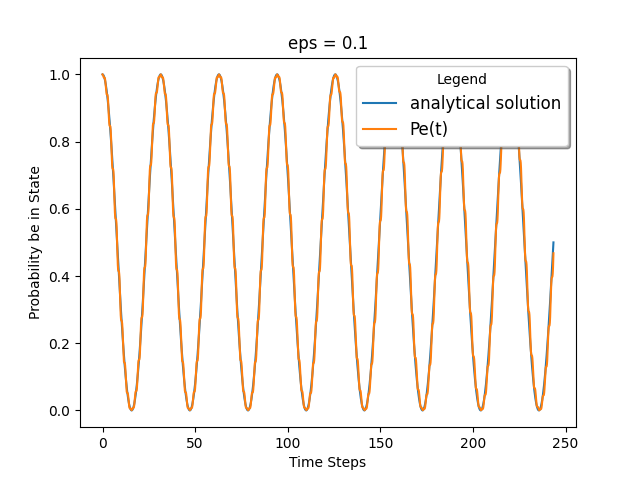 eps = 0.1
Legend
analytical solution
Pe(t)
Probability be in State
1.0
0.8
0.6
0.4
0.2
0.0
0
50
100
150
200
250
Time Steps